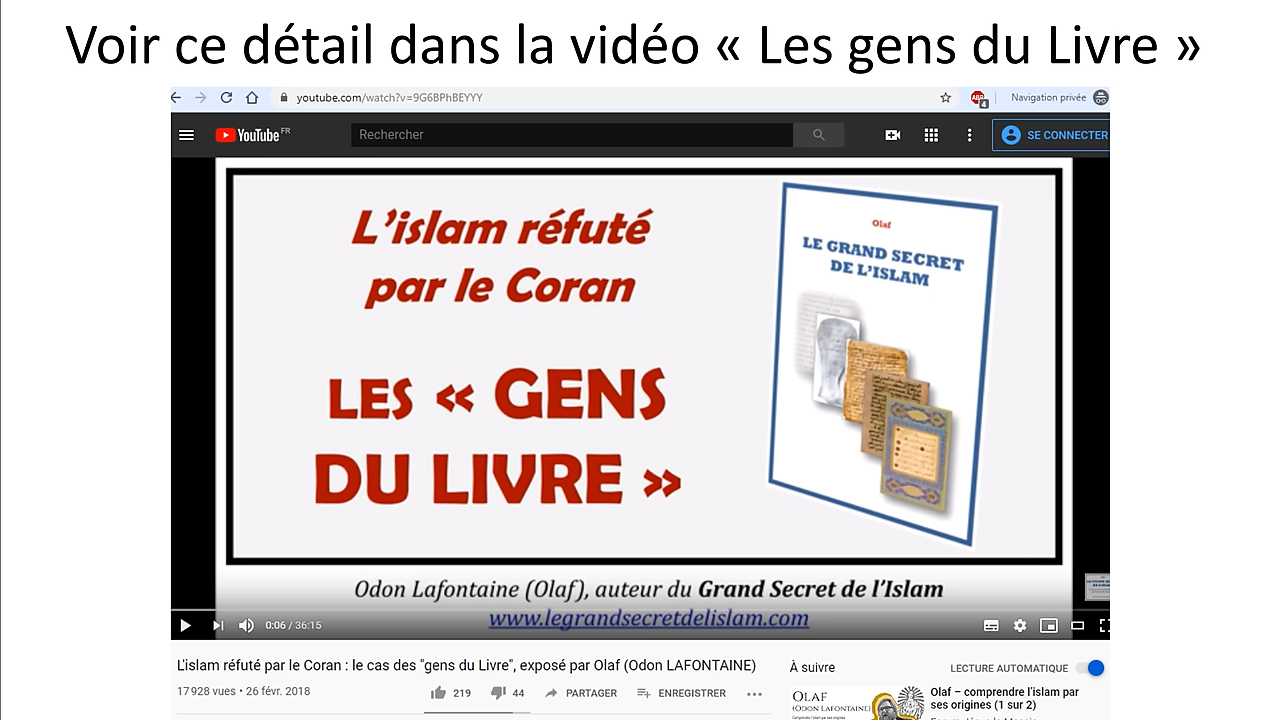 Voir ce détail dans la vidéo « Les gens du Livre »
youtube.com/watch?v=9G6BPhBEYYY
ABP
4
Navigation privée
YouTube FR
Rechercher
SE CONNECTER
L'islam réfuté
par le Coran
LES « GENS
DU LIVRE »
Olaf
LE GRAND SECRET
DE L'ISLAM
Odon Lafontaine (Olaf), auteur du Grand Secret de l'Islam
www.legrandsecretdelislam.com
0:06 / 36:15
L'islam réfuté par le Coran : le cas des "gens du Livre", exposé par Olaf (Odon LAFONTAINE)
17 928 vues • 26 févr. 2018
219
44
PARTAGER
ENREGISTRER
À suivre
LECTURE AUTOMATIQUE
OLAF
(ODON LAFONTAINE)
Olaf – comprendre l'islam par
ses origines (1 sur 2)